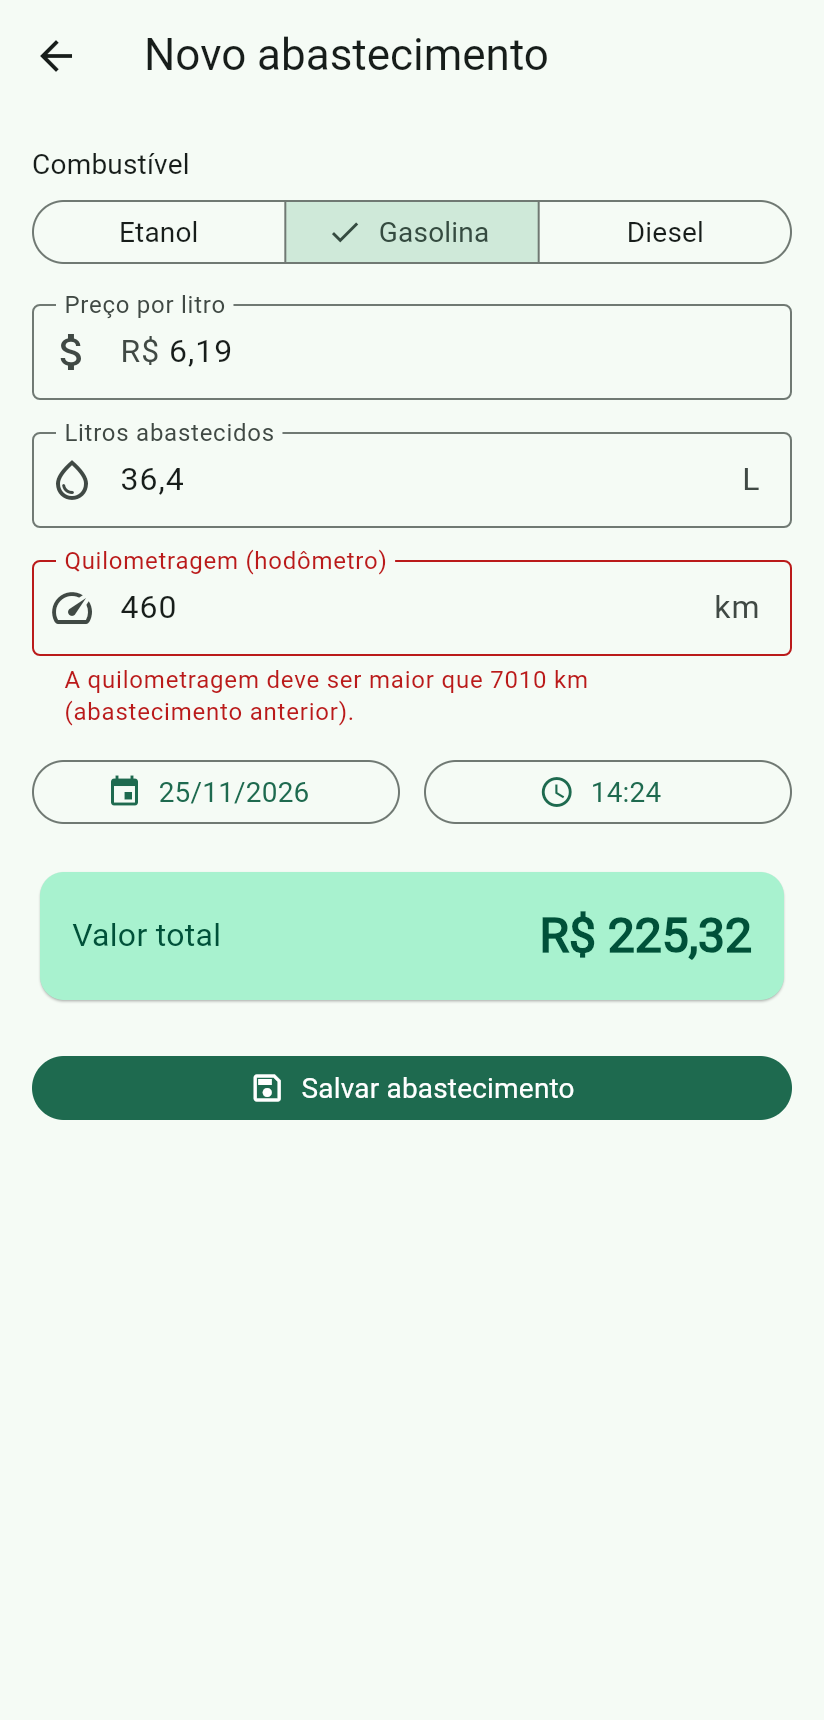 Novo abastecimento
Combustível
Etanol
Gasolina
Diesel
Preço por litro
R$ 6,19
Litros abastecidos
36,4 L
Quilometragem (hodômetro)
460 km
A quilometragem deve ser maior que 7010 km
(abastecimento anterior).
25/11/2026
14:24
Valor total R$ 225,32
Salvar abastecimento